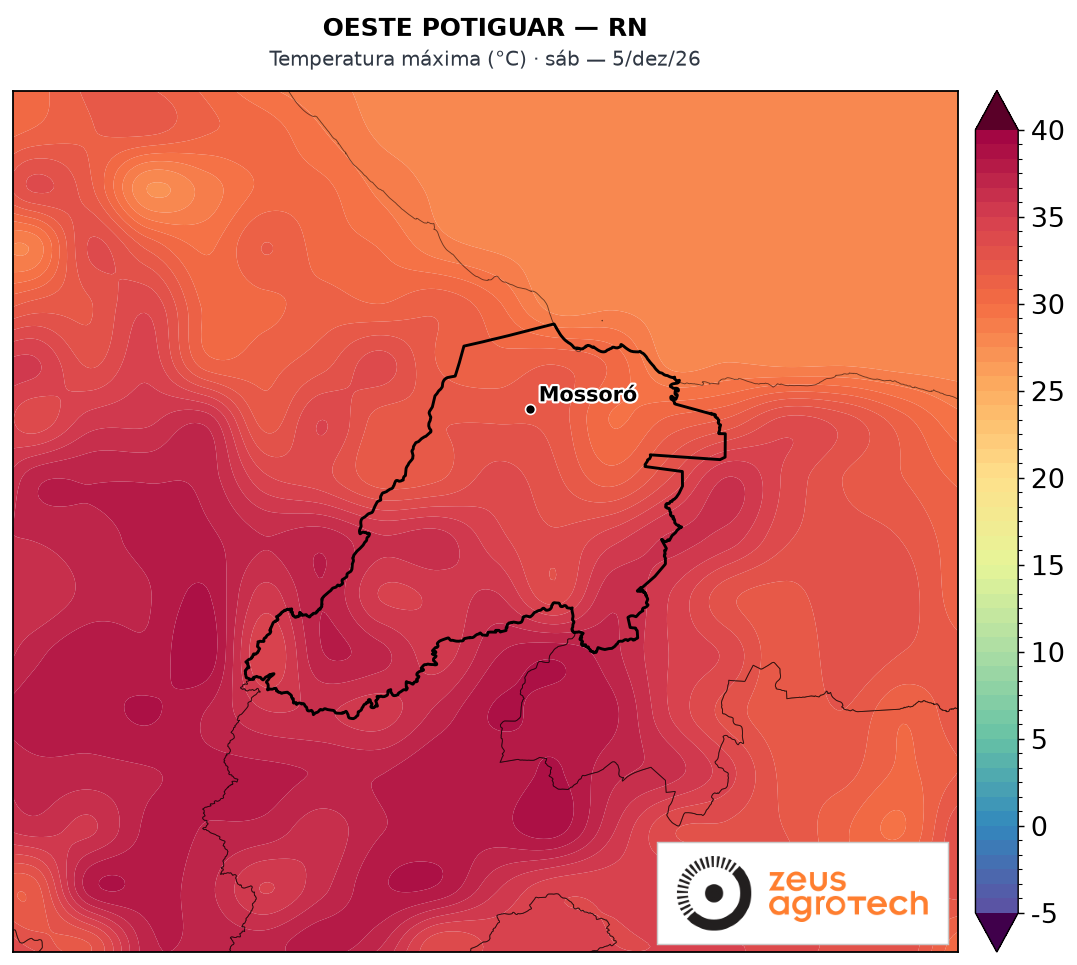 OESTE POTIGUAR — RN
Temperatura máxima (°C) · sáb — 5/dez/26
Mossoró
40
35
30
25
20
15
10
5
0
-5
zeus
agrotech